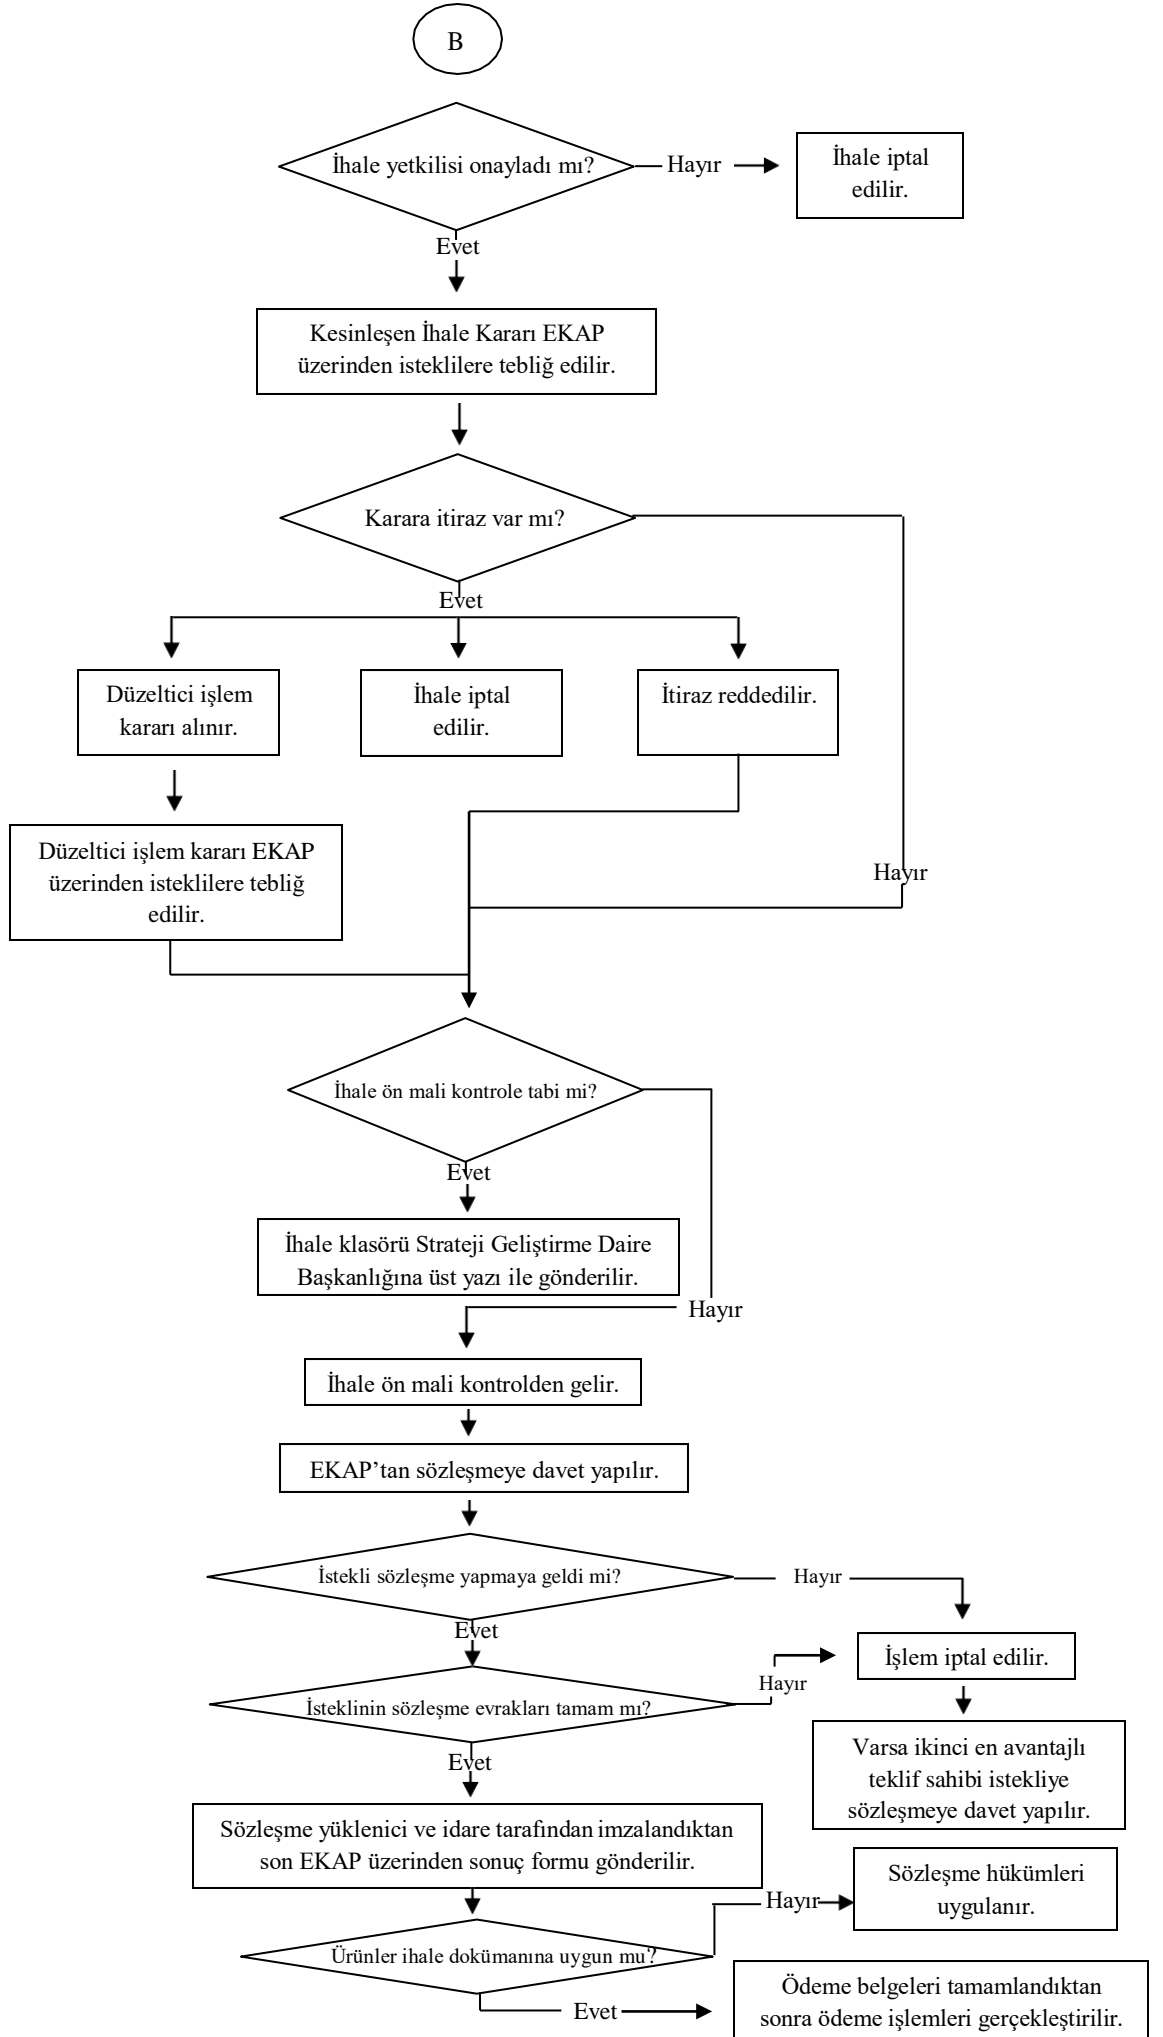 B
İhale yetkilisi onayladı mı?
Hayır
İhale iptal
edilir.
Evet
Kesinleşen İhale Kararı EKAP
üzerinden isteklilere tebliğ edilir.
Karara itiraz var mı?
Evet
Düzeltici işlem
kararı alınır.
İhale iptal
edilir.
İtiraz reddedilir.
Düzeltici işlem kararı EKAP
üzerinden isteklilere tebliğ
edilir.
Hayır
İhale ön mali kontrole tabi mi?
Evet
İhale klasörü Strateji Geliştirme Daire
Başkanlığına üst yazı ile gönderilir.
Hayır
İhale ön mali kontrolden gelir.
EKAP’tan sözleşmeye davet yapılır.
İstekli sözleşme yapmaya geldi mi?
Hayır
Evet
İşlem iptal edilir.
Hayır
İsteklinin sözleşme evrakları tamam mı?
Evet
Varsa ikinci en avantajlı
teklif sahibi istekliye
sözleşmeye davet yapılır.
Sözleşme yüklenici ve idare tarafından imzalandıktan
son EKAP üzerinden sonuç formu gönderilir.
Hayır
Sözleşme hükümleri
uygulanır.
Ürünler ihale dokümanına uygun mu?
Evet
Ödeme belgeleri tamamlandıktan
sonra ödeme işlemleri gerçekleştirilir.